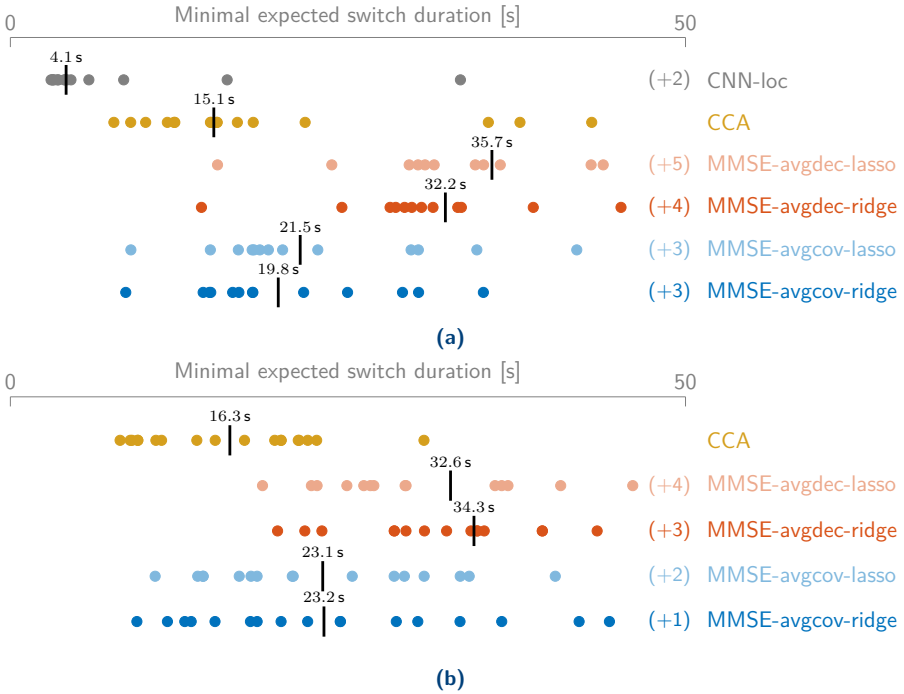 0 Minimal expected switch duration [s] 50
4.1 s
(+2) CNN-loc
15.1 s
CCA
35.7 s
(+5) MMSE-avgdec-lasso
32.2 s
(+4) MMSE-avgdec-ridge
21.5 s
(+3) MMSE-avgcov-lasso
19.8 s
(+3) MMSE-avgcov-ridge
(a)
0 Minimal expected switch duration [s] 50
16.3 s
CCA
32.6 s
(+4) MMSE-avgdec-lasso
34.3 s
(+3) MMSE-avgdec-ridge
23.1 s
(+2) MMSE-avgcov-lasso
23.2 s
(+1) MMSE-avgcov-ridge
(b)